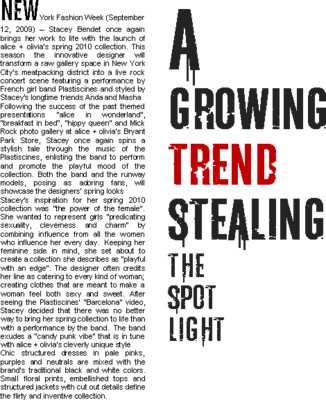 NEW York Fashion Week (September
12, 2009) – Stacey Bendet once again
brings her work to life with the launch of
alice + olivia's spring 2010 collection. This
season the innovative designer will
transform a raw gallery space in New York
City's meatpacking district into a live rock
concert scene featuring a performance by
French girl band Plastiscines and styled by
Stacey's longtime friends Anda and Masha
Following the success of the past themed
presentations "alice in wonderland",
"breakfast in bed", "hippy queen" and Mick
Rock photo gallery at alice + olivia's Bryant
Park Store, Stacey once again spins a
stylish tale through the music of the
Plastiscines, enlisting the band to perform
and promote the playful mood of the
collection. Both the band and the runway
models, posing as adoring fans, will
showcase the designers' spring looks
Stacey's inspiration for her spring 2010
collection was "the power of the female".
She wanted to represent girls "predicating
sexuality, cleverness and charm" by
combining influence from all the women
who influence her every day. Keeping her
feminine side in mind, she set about to
create a collection she describes as "playful
with an edge". The designer often credits
her line as catering to every kind of woman;
creating clothes that are meant to make a
woman feel both sexy and sweet. After
seeing the Plastisines' "Barcelona" video,
Stacey decided that there was no better
way to bring her spring collection to life than
with a performance by the band. The band
exudes a "candy punk vibe" that is in tune
with alice + olivia's cleverly unique style
Chic structured dresses in pale pinks,
purples and neutrals are mixed with the
brand's traditional black and white colors.
Small floral prints, embellished tops and
structured jackets with cut out details define
the flirty and inventive collection.
A
GROWING
TREND
STEALING
THE
SPOT
LIGHT